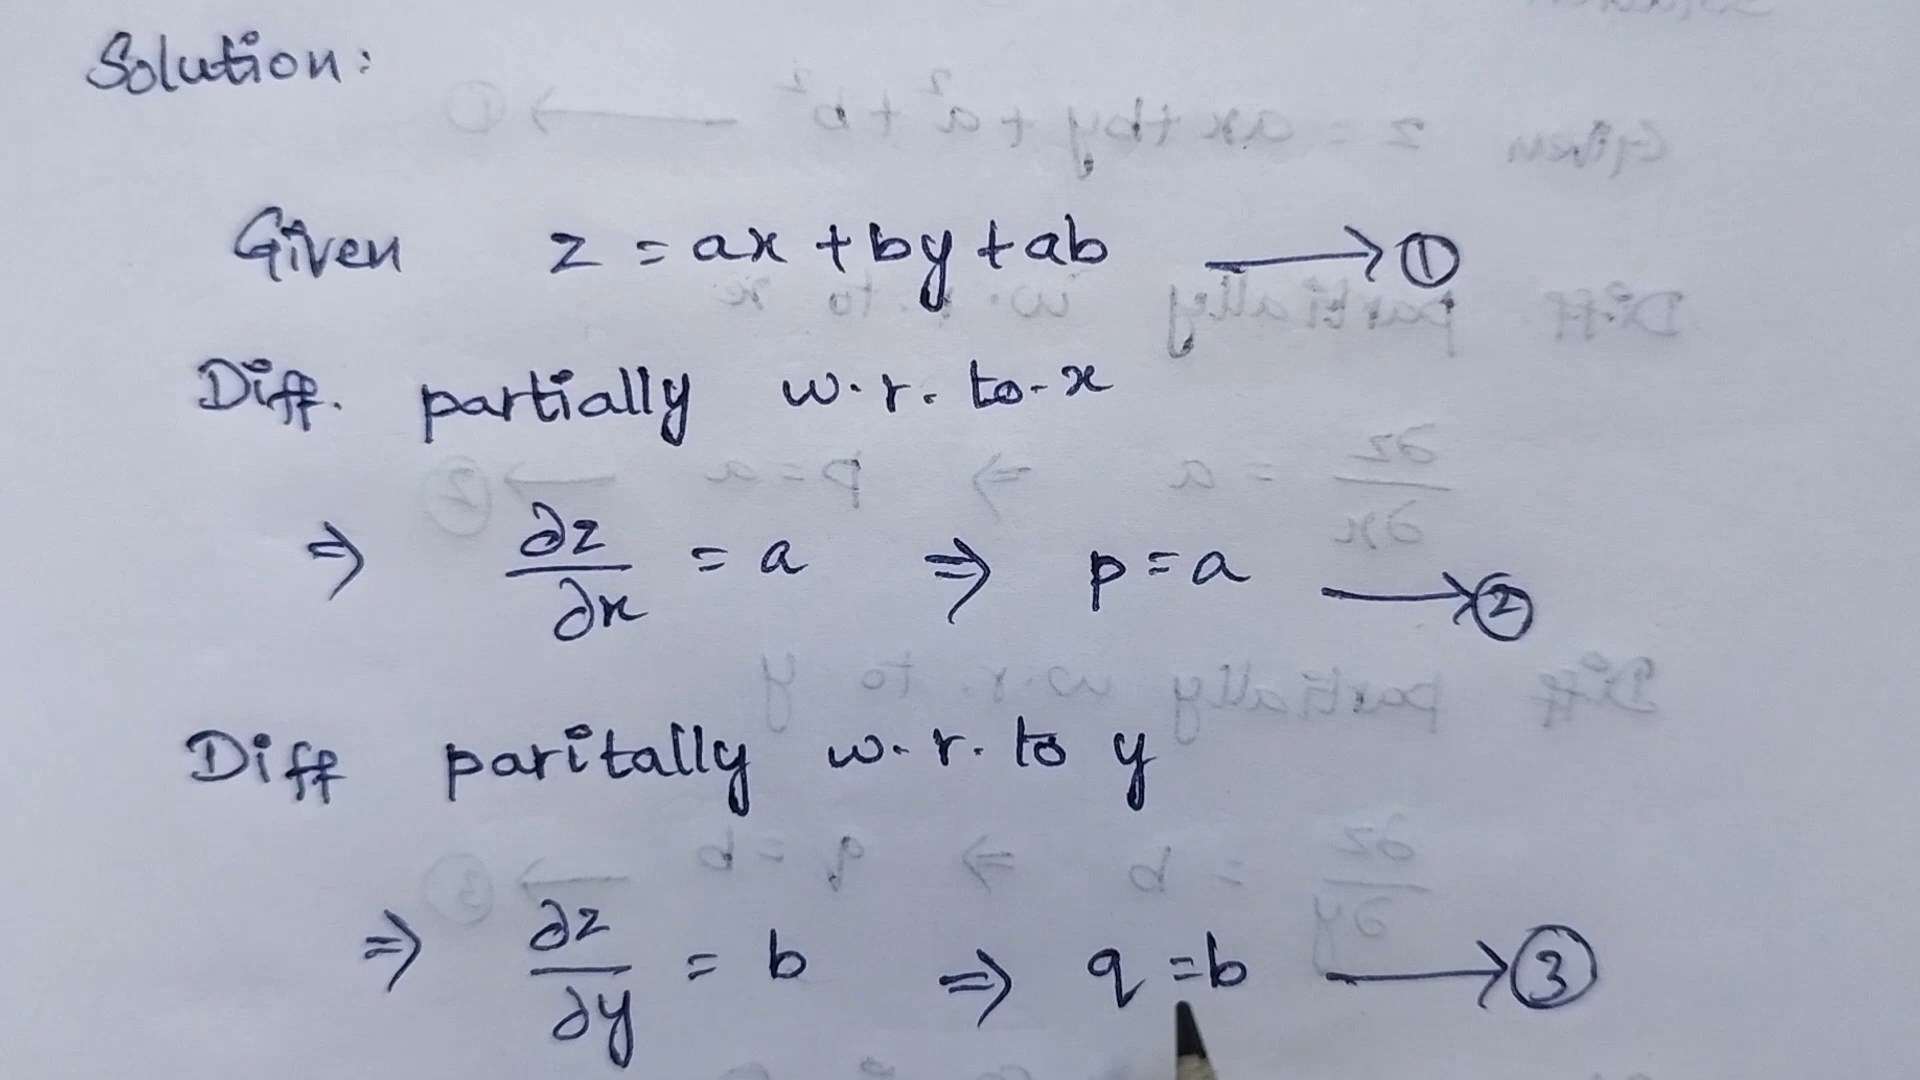 Solution:
Given z = ax + by + ab ⟶ ①
Diff. partially w.r. to x
⇒ ∂z/∂x = a ⇒ p = a ⟶ ②
Diff paritally w.r. to y
⇒ ∂z/∂y = b ⇒ q = b ⟶ ③